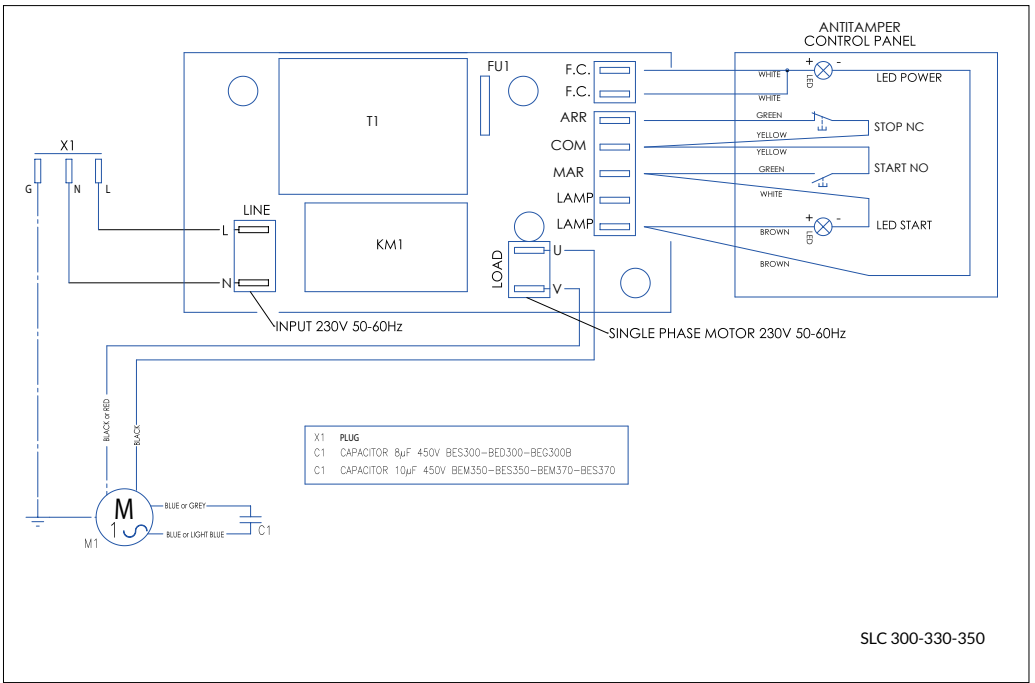 ANTITAMPER
CONTROL PANEL
FU1
F.C.
F.C.
WHITE
WHITE
+
-
LED
LED POWER
T1
ARR
GREEN
STOP NC
COM
YELLOW
YELLOW
START NO
MAR
GREEN
WHITE
LAMP
LAMP
BROWN
BROWN
+
-
LED
LED START
X1
G
N
L
LINE
L
N
KM1
LOAD
U
V
INPUT 230V 50-60Hz
SINGLE PHASE MOTOR 230V 50-60Hz
BLACK or RED
BLACK
X1 PLUG
C1 CAPACITOR 8µF 450V BES300-BED300-BEG300B
C1 CAPACITOR 10µF 450V BEM350-BES350-BEM370-BES370
M
1
M1
BLUE or GREY
BLUE or LIGHT BLUE
C1
SLC 300-330-350